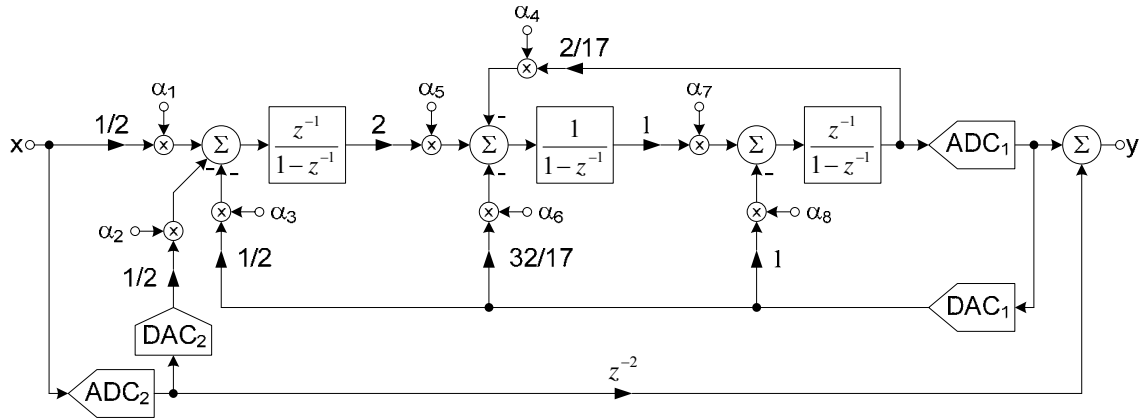 α4
2/17
α1
α5
α7
1/2
z^{-1}
2
1
1
z^{-1}
x
×
Σ
1 − z^{-1}
×
Σ
1 − z^{-1}
×
Σ
1 − z^{-1}
ADC1
Σ
y
-
-
-
-
-
×
α2
×
×
α3
×
α6
×
α8
1/2
1/2
32/17
1
DAC1
DAC2
ADC2
z^{-2}
×